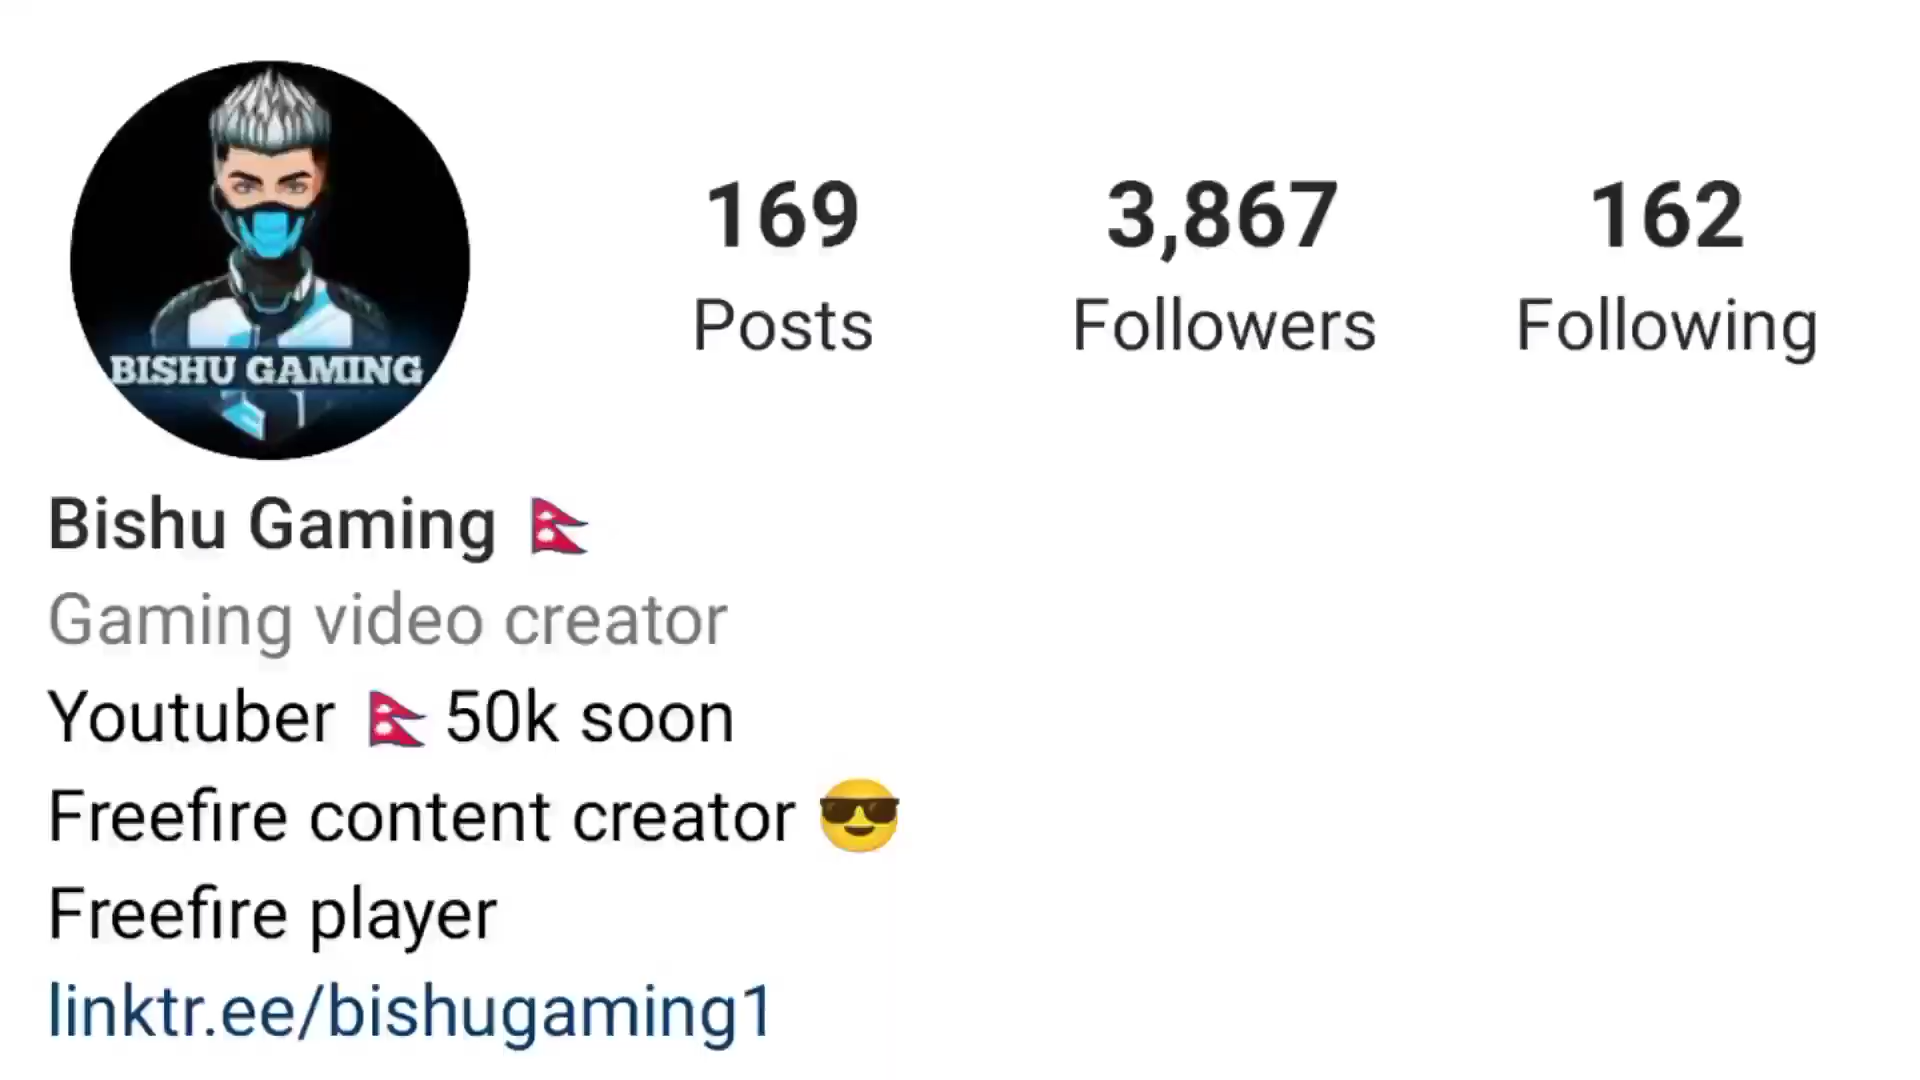 BISHU GAMING
169 3,867 162
Posts Followers Following
Bishu Gaming 🇳🇵
Gaming video creator
Youtuber 🇳🇵 50k soon
Freefire content creator 😎
Freefire player
linktr.ee/bishugaming1